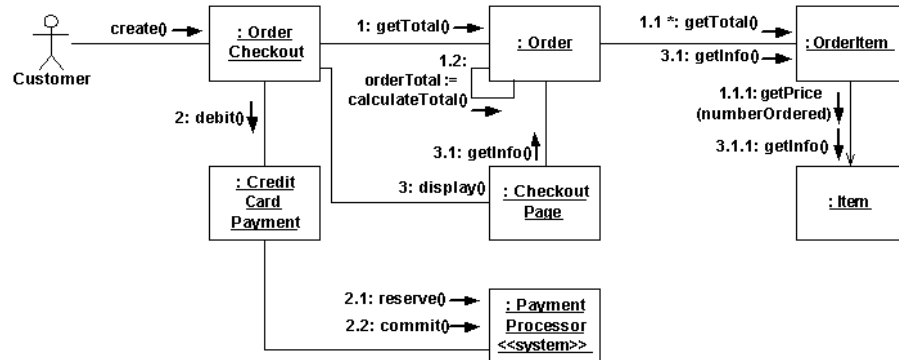 create()
Customer
: Order
Checkout
1: getTotal()
: Order
1.2:
orderTotal :=
calculateTotal()
1.1 *: getTotal()
3.1: getInfo()
: OrderItem
1.1.1: getPrice
(numberOrdered)
3.1.1: getInfo()
2: debit()
3.1: getInfo()
: Credit
Card
Payment
3: display()
: Checkout
Page
: Item
2.1: reserve()
2.2: commit()
: Payment
Processor
<<system>>